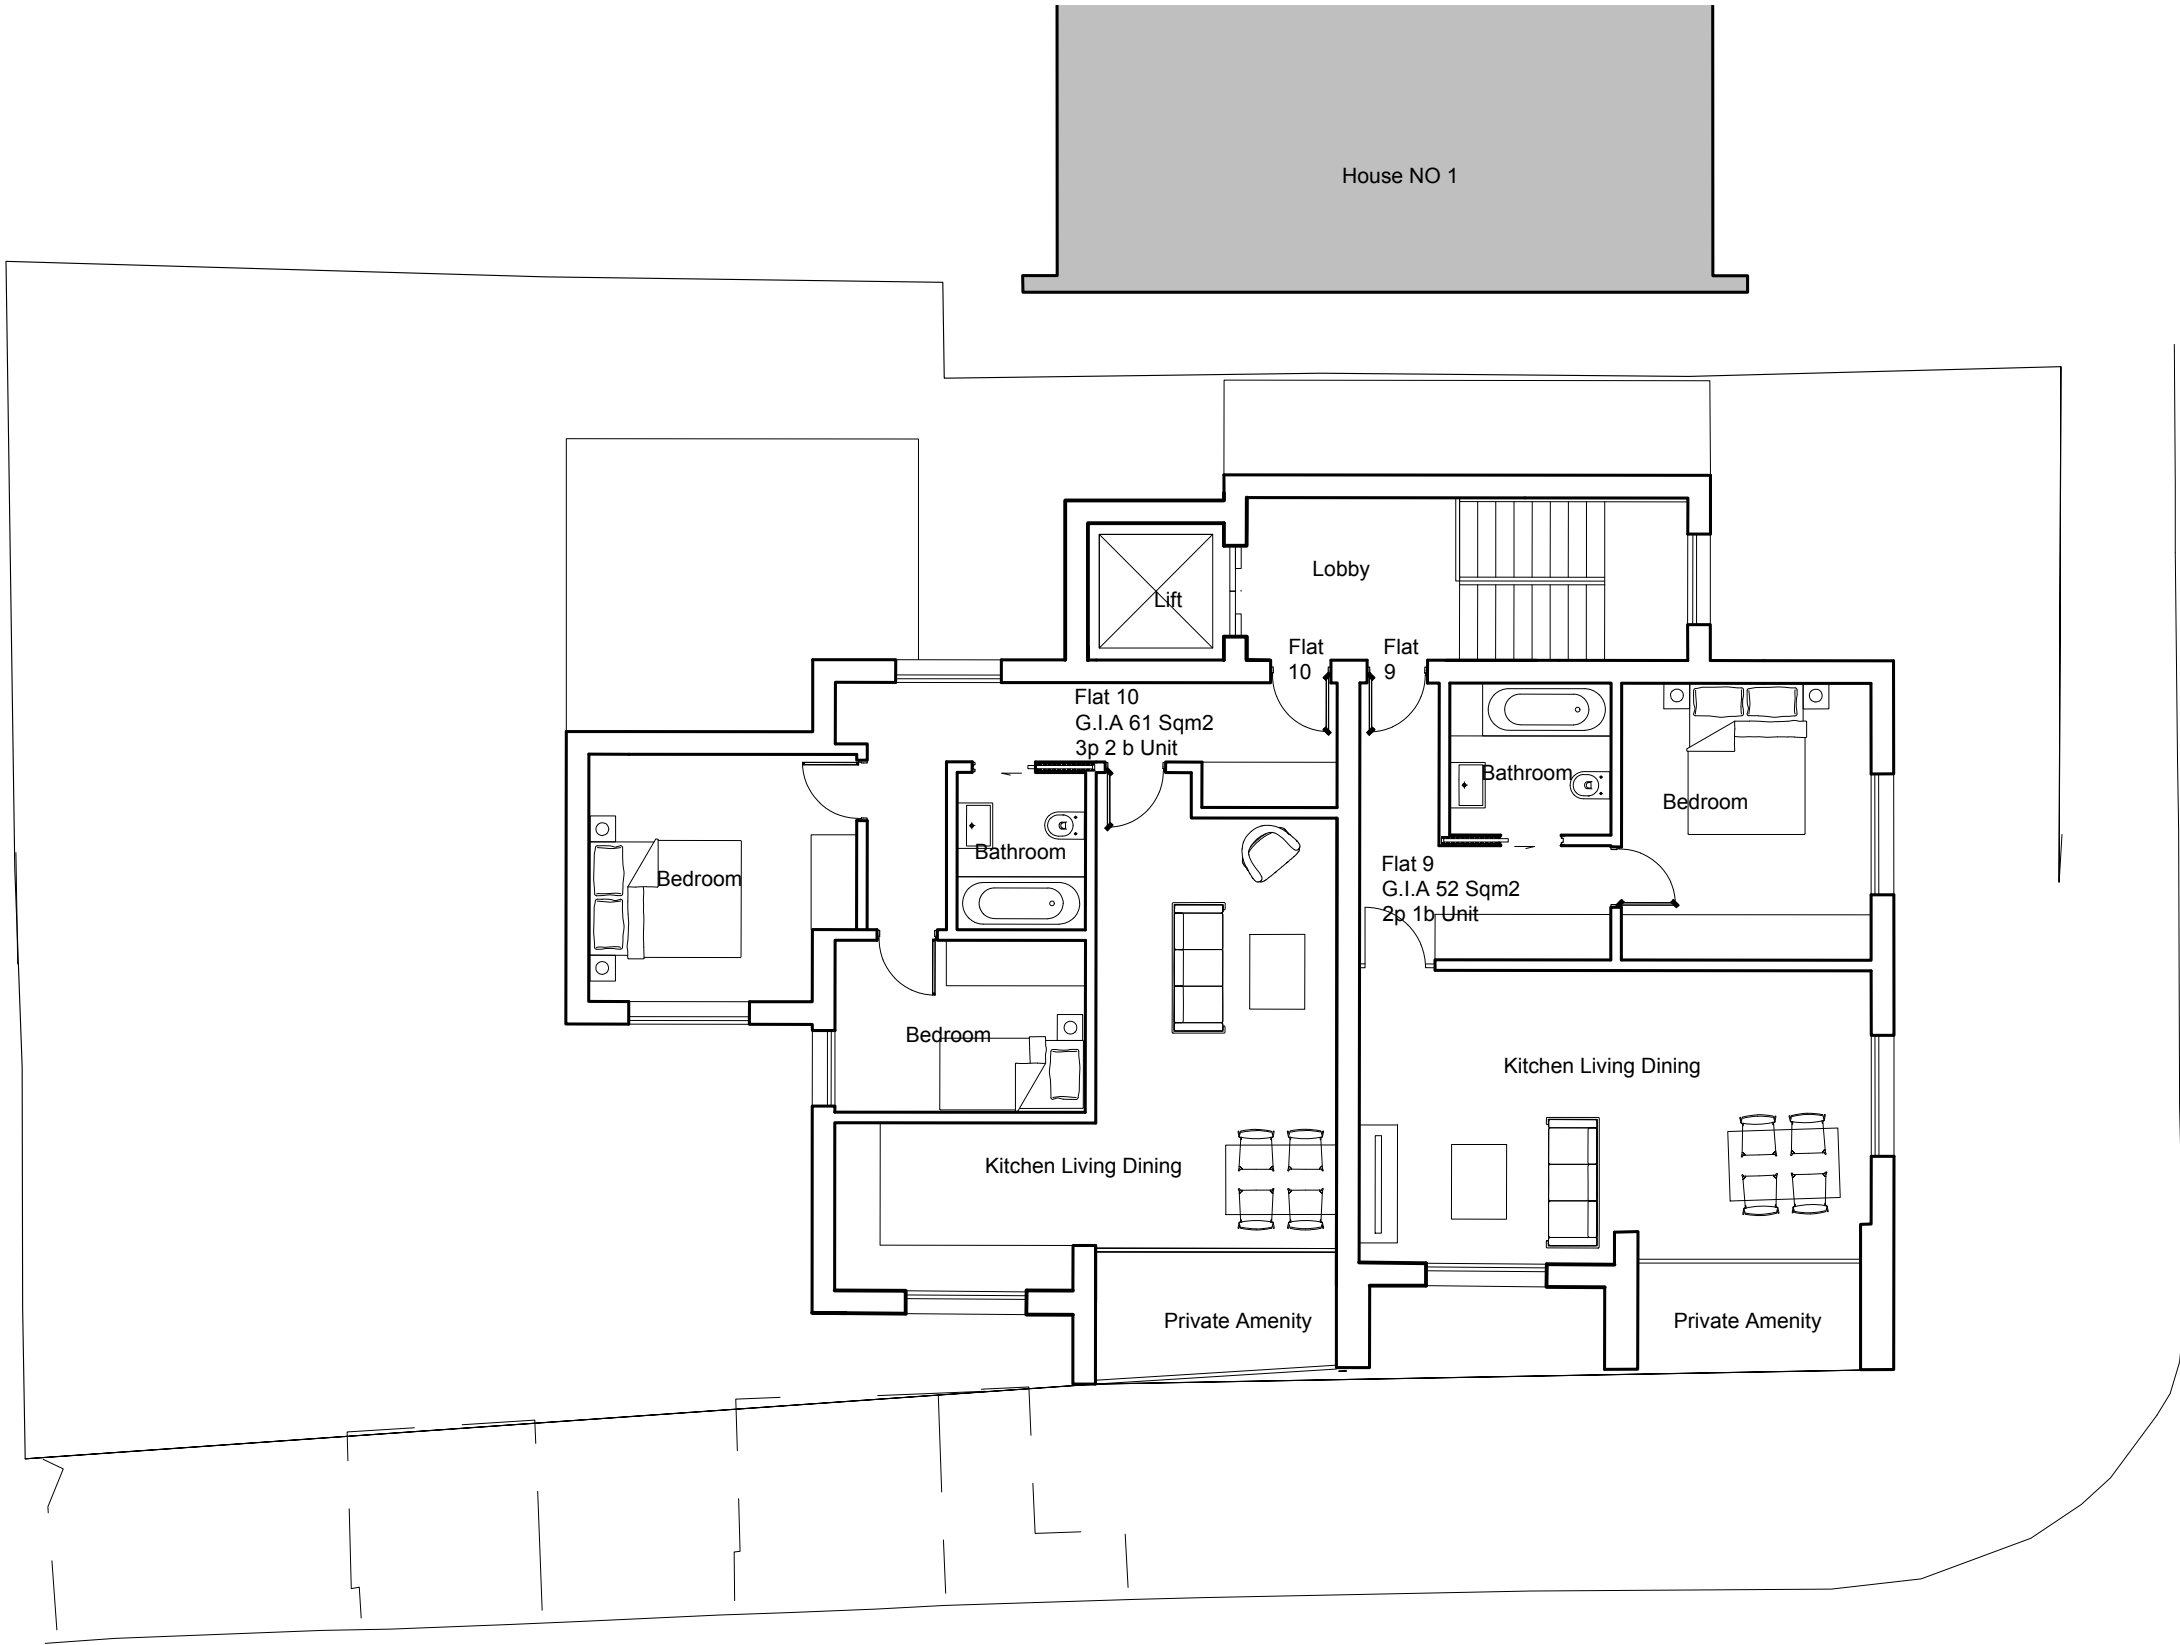 House NO 1
Lobby
Lift
Flat
10
Flat
9
Flat 10
G.I.A 61 Sqm2
3p 2 b Unit
Bathroom
Bedroom
Bathroom
Bedroom
Flat 9
G.I.A 52 Sqm2
2p 1b Unit
Bedroom
Kitchen Living Dining
Kitchen Living Dining
Private Amenity
Private Amenity